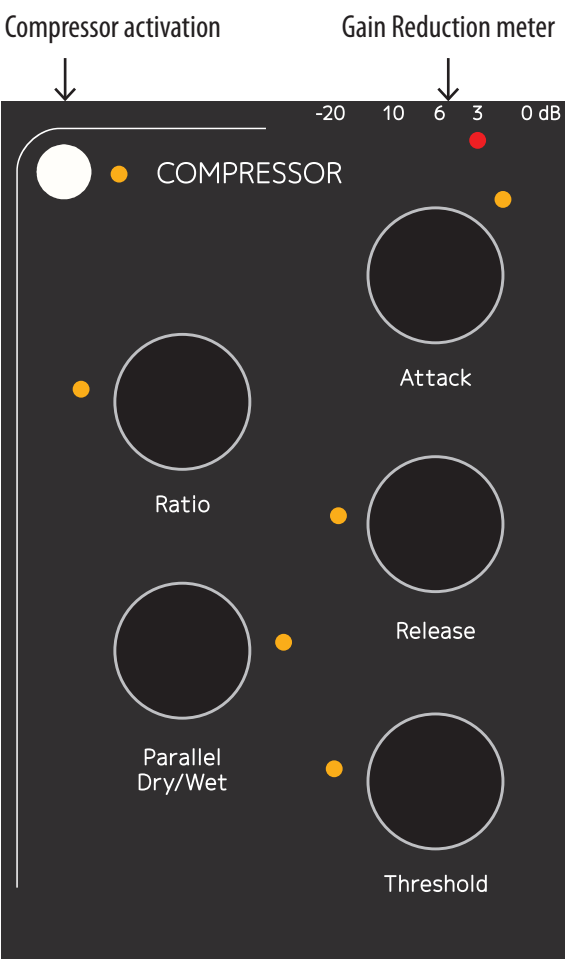 Compressor activation
Gain Reduction meter
-20 10 6 3 0 dB
COMPRESSOR
Attack
Ratio
Release
Parallel
Dry/Wet
Threshold